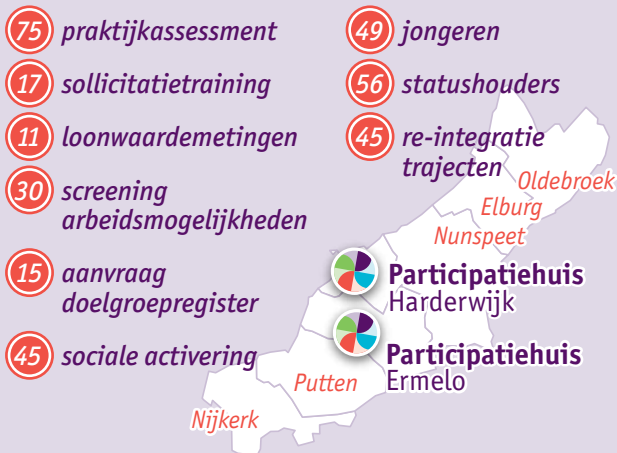 75 praktijkassessment
17 sollicitatietraining
11 loonwaardemetingen
30 screening
arbeidsmogelijkheden
15 aanvraag
doelgroepregister
45 sociale activering
49 jongeren
56 statushouders
45 re-integratie
trajecten
Oldebroek
Elburg
Nunspeet
Participatiehuis
Harderwijk
Participatiehuis
Ermelo
Putten
Nijkerk